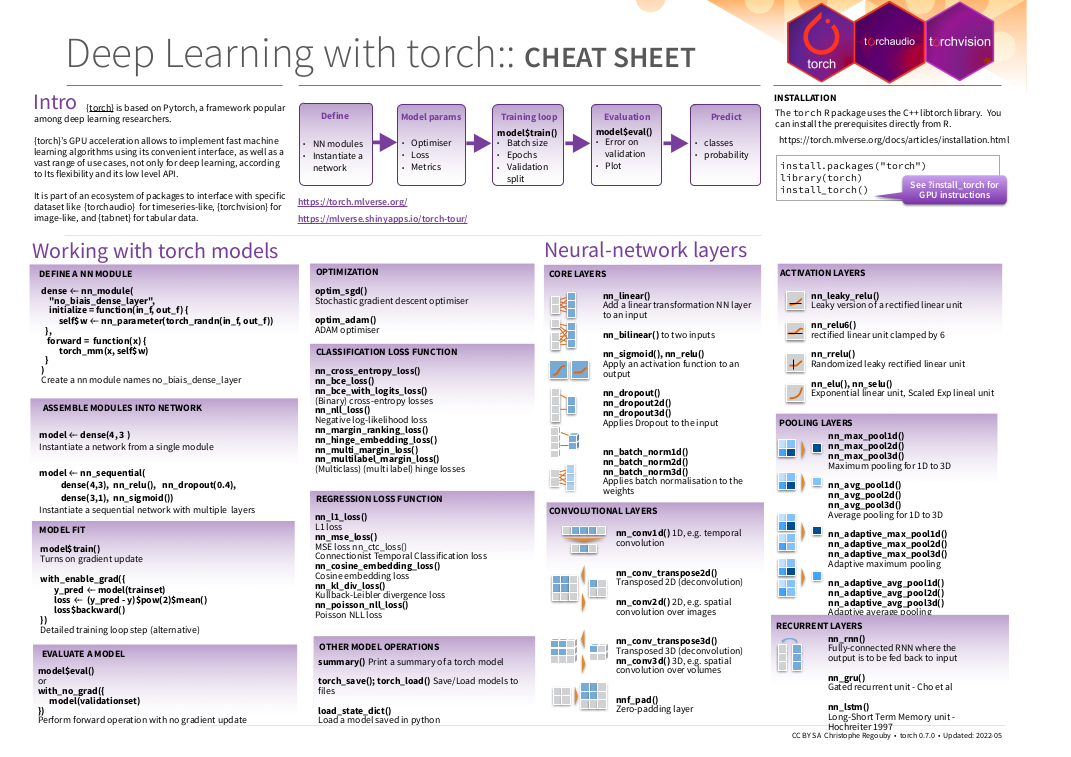 Deep Learning with torch:: CHEAT SHEET
torch
torchaudio
torchvision
Intro {torch} is based on Pytorch, a framework popular
among deep learning researchers.
{torch}'s GPU acceleration allows to implement fast machine
learning algorithms using its convenient interface, as well as a
vast range of use cases, not only for deep learning, according
to Its flexibility and its low level API.
It is part of an ecosystem of packages to interface with specific
dataset like {torchaudio} for timeseries-like, {torchvision} for
image-like, and {tabnet} for tabular data.
Define
• NN modules
• Instantiate a
network
Model params
• Optimiser
• Loss
• Metrics
Training loop
model$train()
• Batch size
• Epochs
• Validation
split
Evaluation
model$eval()
• Error on
validation
• Plot
Predict
• classes
• probability
https://torch.mlverse.org/
https://mlverse.shinyapps.io/torch-tour/
INSTALLATION
The torch R package uses the C++ libtorch library. You
can install the prerequisites directly from R.
https://torch.mlverse.org/docs/articles/installation.html
install.packages("torch")
library(torch)
install_torch()
See ?install_torch for
GPU instructions
Working with torch models
DEFINE A NN MODULE
dense ← nn_module(
"no_biais_dense_layer",
initialize = function(in_f, out_f) {
self$w ← nn_parameter(torch_randn(in_f, out_f))
},
forward = function(x) {
torch_mm(x, self$w)
}
)
Create a nn module names no_biais_dense_layer
ASSEMBLE MODULES INTO NETWORK
model ← dense(4, 3 )
Instantiate a network from a single module
model ← nn_sequential(
dense(4,3), nn_relu(), nn_dropout(0.4),
dense(3,1), nn_sigmoid())
Instantiate a sequential network with multiple layers
MODEL FIT
model$train()
Turns on gradient update
with_enable_grad({
y_pred ← model(trainset)
loss ← (y_pred - y)$pow(2)$mean()
loss$backward()
})
Detailed training loop step (alternative)
EVALUATE A MODEL
model$eval()
or
with_no_grad({
model(validationset)
})
Perform forward operation with no gradient update
OPTIMIZATION
optim_sgd()
Stochastic gradient descent optimiser
optim_adam()
ADAM optimiser
CLASSIFICATION LOSS FUNCTION
nn_cross_entropy_loss()
nn_bce_loss()
nn_bce_with_logits_loss()
(Binary) cross-entropy losses
nn_nll_loss()
Negative log-likelihood loss
nn_margin_ranking_loss()
nn_hinge_embedding_loss()
nn_multi_margin_loss()
nn_multilabel_margin_loss()
(Multiclass) (multi label) hinge losses
REGRESSION LOSS FUNCTION
nn_l1_loss()
L1 loss
nn_mse_loss()
MSE loss nn_ctc_loss()
Connectionist Temporal Classification loss
nn_cosine_embedding_loss()
Cosine embedding loss
nn_kl_div_loss()
Kullback-Leibler divergence loss
nn_poisson_nll_loss()
Poisson NLL loss
OTHER MODEL OPERATIONS
summary() Print a summary of a torch model
torch_save(); torch_load() Save/Load models to
files
load_state_dict()
Load a model saved in python
Neural-network layers
CORE LAYERS
nn_linear()
Add a linear transformation NN layer
to an input
nn_bilinear() to two inputs
nn_sigmoid(), nn_relu()
Apply an activation function to an
output
nn_dropout()
nn_dropout2d()
nn_dropout3d()
Applies Dropout to the input
nn_batch_norm1d()
nn_batch_norm2d()
nn_batch_norm3d()
Applies batch normalisation to the
weights
CONVOLUTIONAL LAYERS
nn_conv1d() 1D, e.g. temporal
convolution
nn_conv_transpose2d()
Transposed 2D (deconvolution)
nn_conv2d() 2D, e.g. spatial
convolution over images
nn_conv_transpose3d()
Transposed 3D (deconvolution)
nn_conv3d() 3D, e.g. spatial
convolution over volumes
nnf_pad()
Zero-padding layer
ACTIVATION LAYERS
nn_leaky_relu()
Leaky version of a rectified linear unit
nn_relu6()
rectified linear unit clamped by 6
nn_rrelu()
Randomized leaky rectified linear unit
nn_elu(), nn_selu()
Exponential linear unit, Scaled Exp lineal unit
POOLING LAYERS
nn_max_pool1d()
nn_max_pool2d()
nn_max_pool3d()
Maximum pooling for 1D to 3D
nn_avg_pool1d()
nn_avg_pool2d()
nn_avg_pool3d()
Average pooling for 1D to 3D
nn_adaptive_max_pool1d()
nn_adaptive_max_pool2d()
nn_adaptive_max_pool3d()
Adaptive maximum pooling
nn_adaptive_avg_pool1d()
nn_adaptive_avg_pool2d()
nn_adaptive_avg_pool3d()
Adaptive average pooling
RECURRENT LAYERS
nn_rnn()
Fully-connected RNN where the
output is to be fed back to input
nn_gru()
Gated recurrent unit - Cho et al
nn_lstm()
Long-Short Term Memory unit -
Hochreiter 1997
CC BY SA Christophe Regouby • torch 0.7.0 • Updated: 2022-05